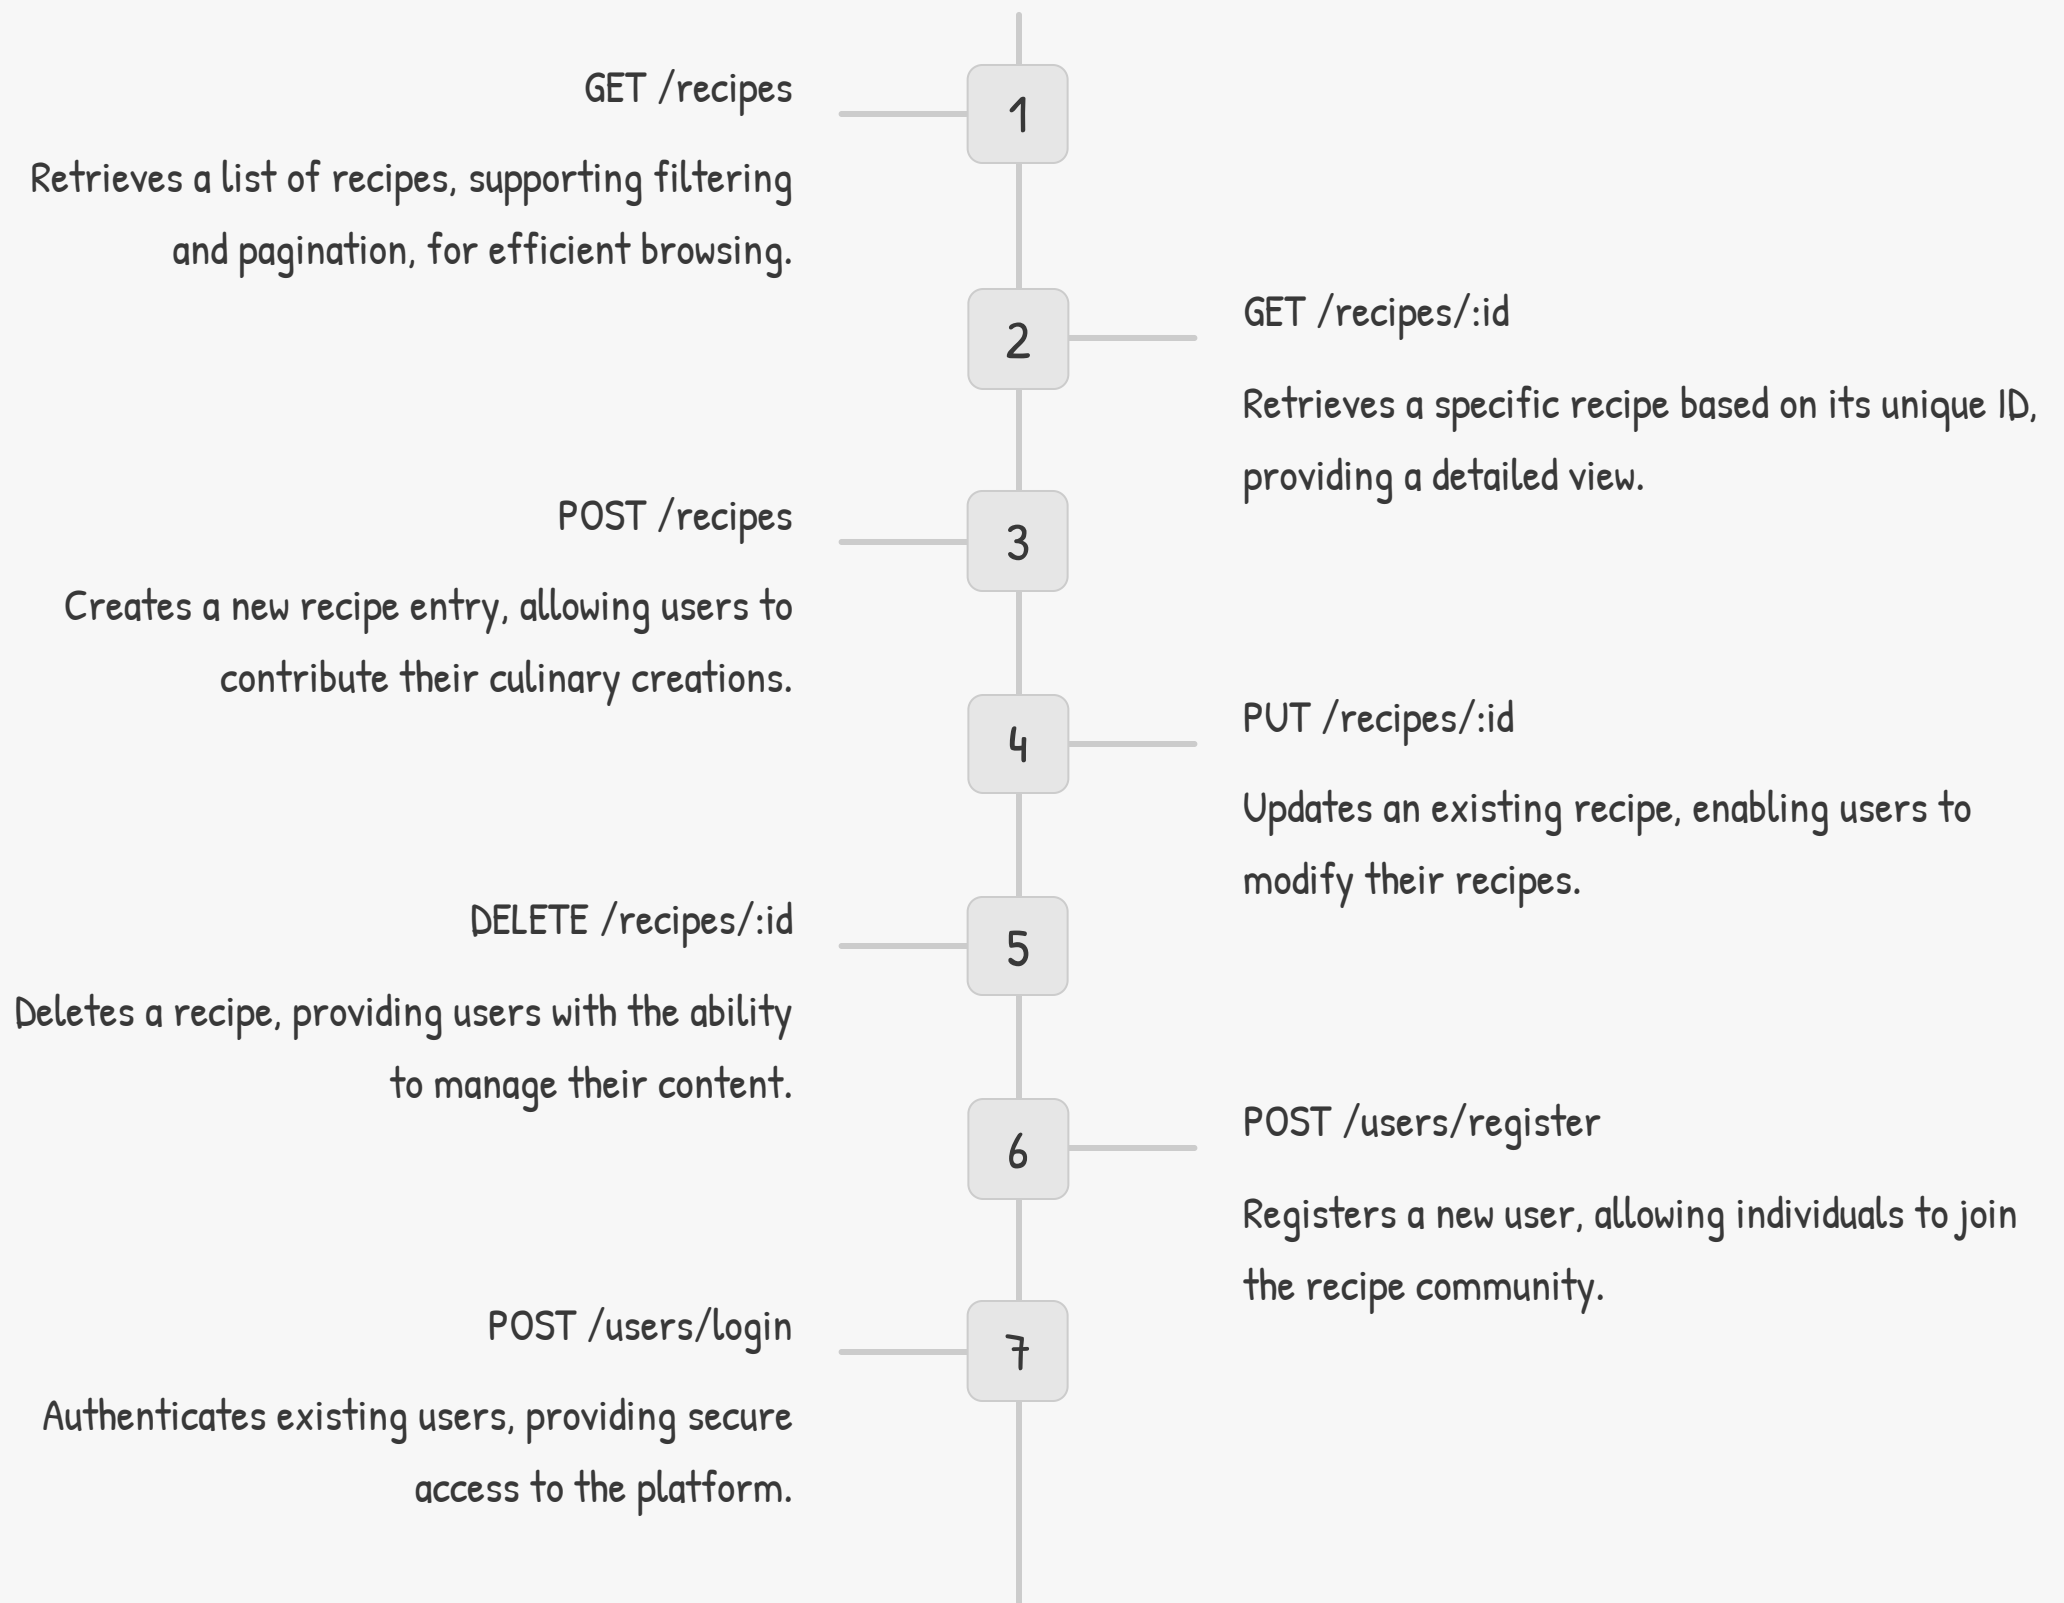 1
GET /recipes
Retrieves a list of recipes, supporting filtering
and pagination, for efficient browsing.
2
GET /recipes/:id
Retrieves a specific recipe based on its unique ID,
providing a detailed view.
3
POST /recipes
Creates a new recipe entry, allowing users to
contribute their culinary creations.
4
PUT /recipes/:id
Updates an existing recipe, enabling users to
modify their recipes.
5
DELETE /recipes/:id
Deletes a recipe, providing users with the ability
to manage their content.
6
POST /users/register
Registers a new user, allowing individuals to join
the recipe community.
7
POST /users/login
Authenticates existing users, providing secure
access to the platform.